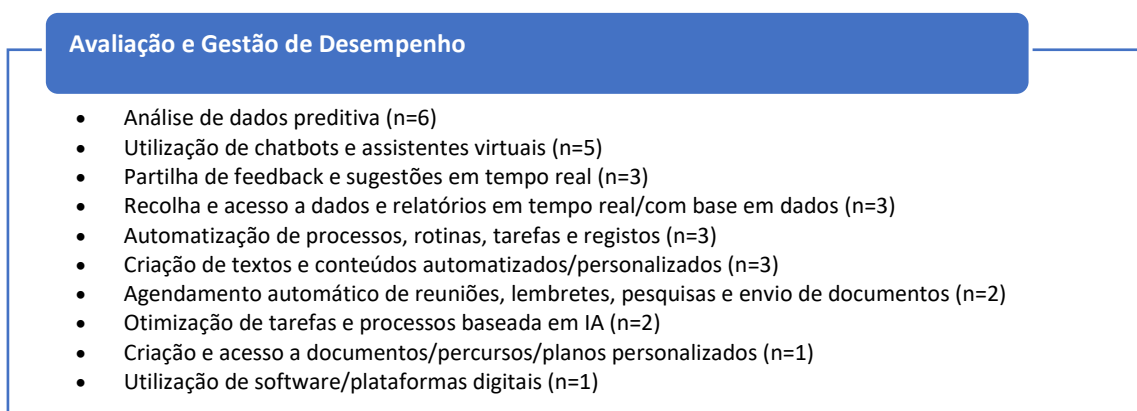 Avaliação e Gestão de Desempenho
• Análise de dados preditiva (n=6)
• Utilização de chatbots e assistentes virtuais (n=5)
• Partilha de feedback e sugestões em tempo real (n=3)
• Recolha e acesso a dados e relatórios em tempo real/com base em dados (n=3)
• Automatização de processos, rotinas, tarefas e registos (n=3)
• Criação de textos e conteúdos automatizados/personalizados (n=3)
• Agendamento automático de reuniões, lembretes, pesquisas e envio de documentos (n=2)
• Otimização de tarefas e processos baseada em IA (n=2)
• Criação e acesso a documentos/percursos/planos personalizados (n=1)
• Utilização de software/plataformas digitais (n=1)